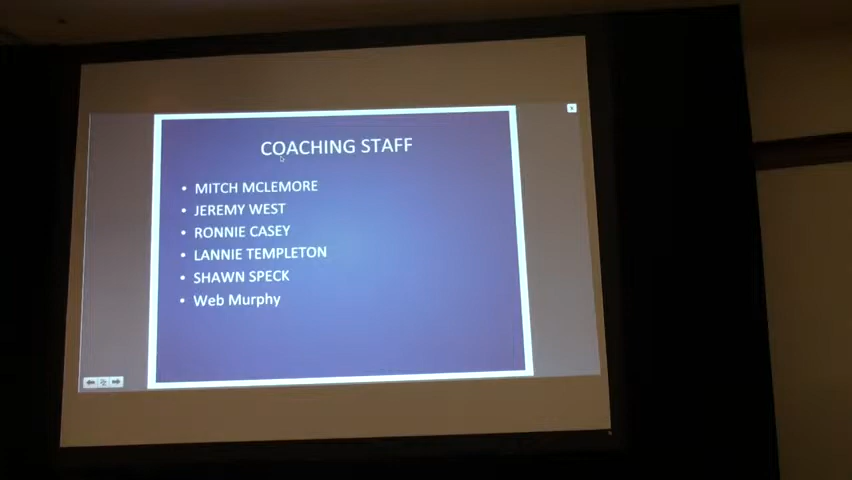 COACHING STAFF
• MITCH MCLEMORE
• JEREMY WEST
• RONNIE CASEY
• LANNIE TEMPLETON
• SHAWN SPECK
• Web Murphy